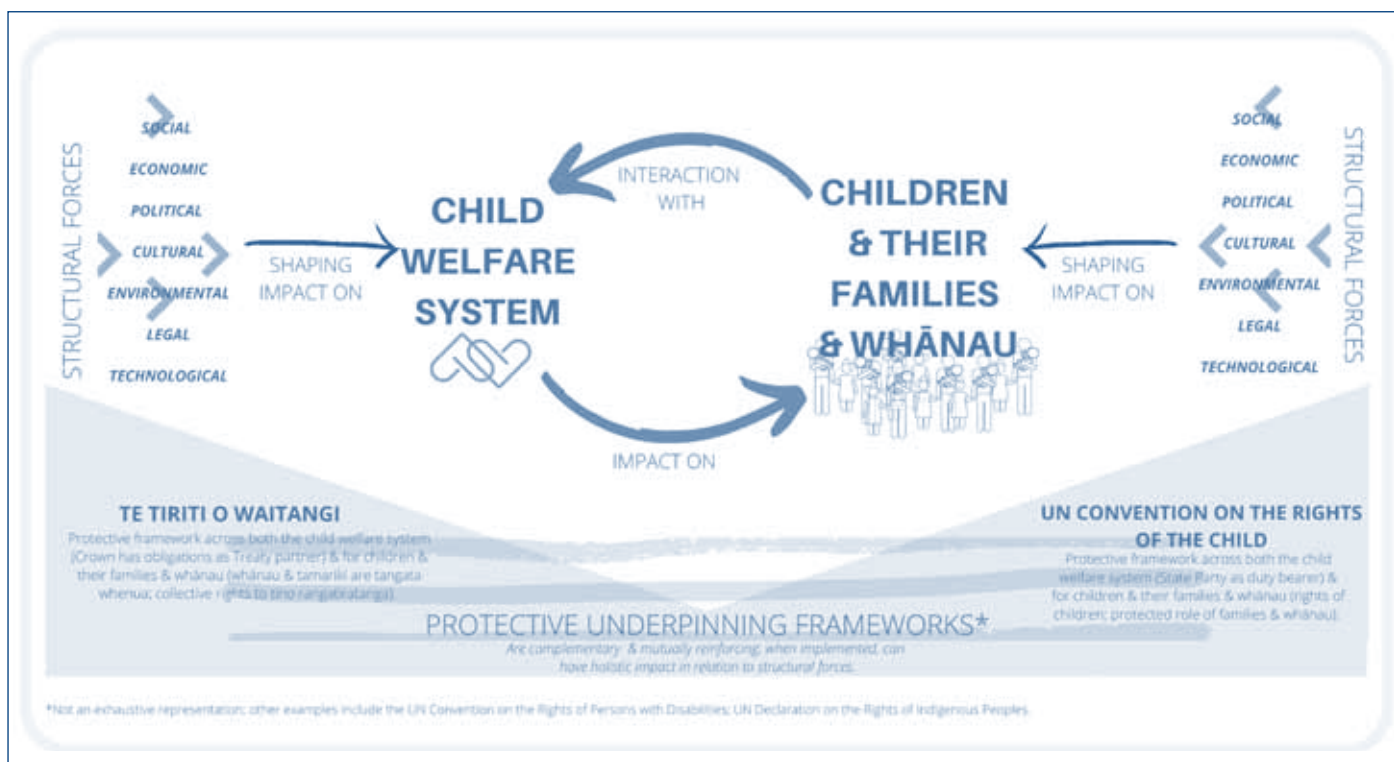 STRUCTURAL FORCES
SOCIAL
ECONOMIC
POLITICAL
CULTURAL
ENVIRONMENTAL
LEGAL
TECHNOLOGICAL
SHAPING
IMPACT ON
CHILD
WELFARE
SYSTEM
INTERACTION
WITH
IMPACT ON
CHILDREN
& THEIR
FAMILIES
& WHĀNAU
SHAPING
IMPACT ON
SOCIAL
ECONOMIC
POLITICAL
CULTURAL
ENVIRONMENTAL
LEGAL
TECHNOLOGICAL
STRUCTURAL FORCES
TE TIRITI O WAITANGI
Protective framework across both the child welfare system
(Crown has obligations as Treaty partner) & for children &
their families & whānau (whānau & tamariki are tangata
whenua; collective rights to tino rangatiratanga).
UN CONVENTION ON THE RIGHTS
OF THE CHILD
Protective framework across both the child
welfare system (State Party as duty bearer) &
for children & their families & whānau (rights of
children; protected role of families & whānau).
PROTECTIVE UNDERPINNING FRAMEWORKS*
Are complementary & mutually reinforcing; when implemented, can
have holistic impact in relation to structural forces.
*Not an exhaustive representation; other examples include the UN Convention on the Rights of Persons with Disabilities; UN Declaration on the Rights of Indigenous Peoples.